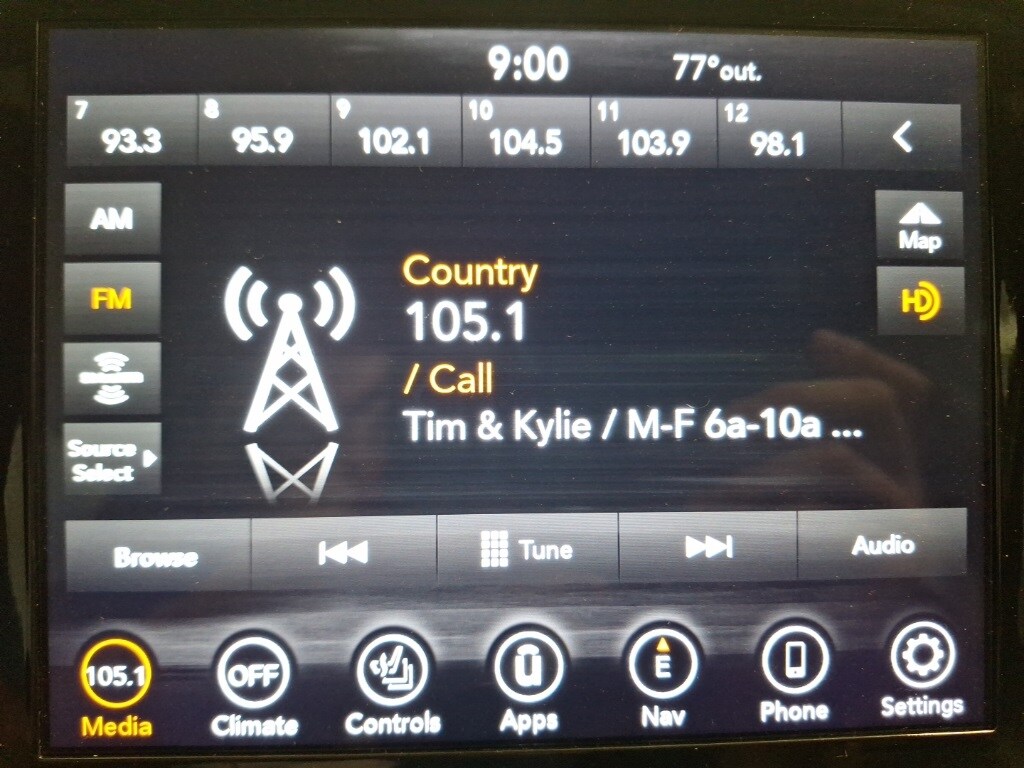 9:00 77°out.
7 8 9 10 11 12
93.3 95.9 102.1 104.5 103.9 98.1
AM
Map
Country
FM
HD
105.1
/ Call
Tim & Kylie / M-F 6a-10a ...
Source
Select
Browse Tune Audio
105.1 OFF ü E
Media Climate Controls Apps Nav Phone Settings